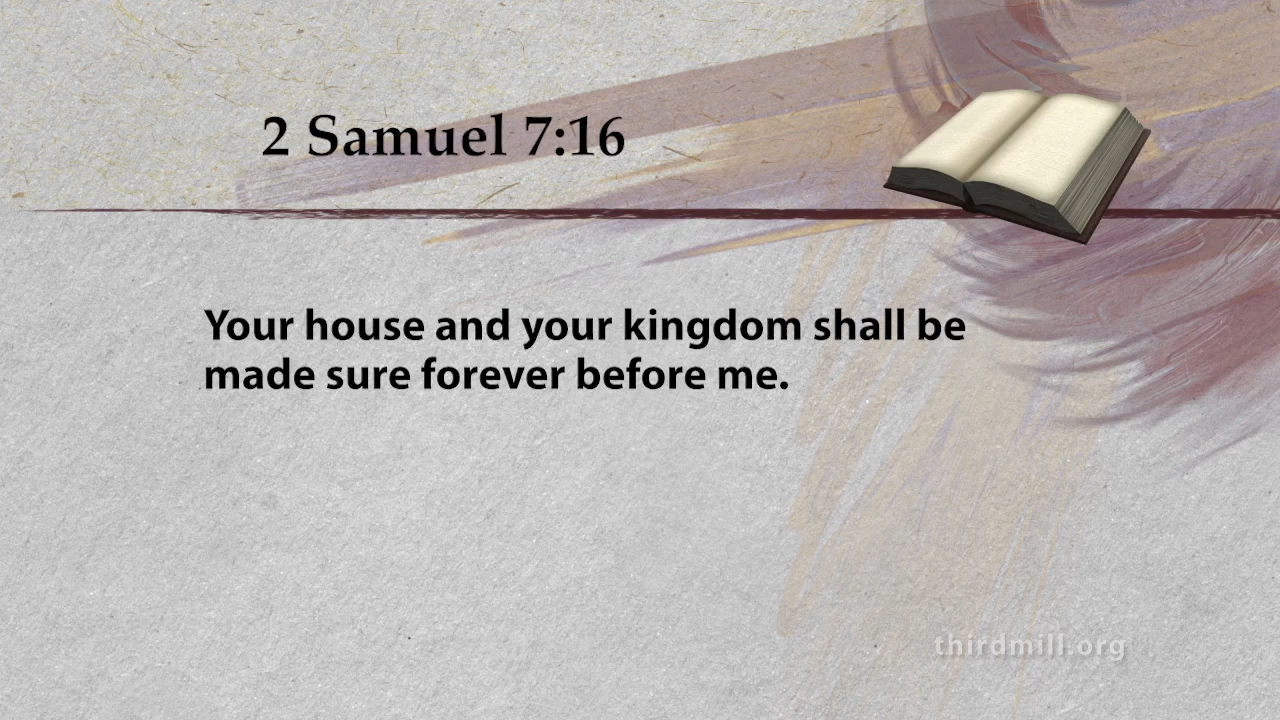 2 Samuel 7:16
Your house and your kingdom shall be
made sure forever before me.
thirdmill.org